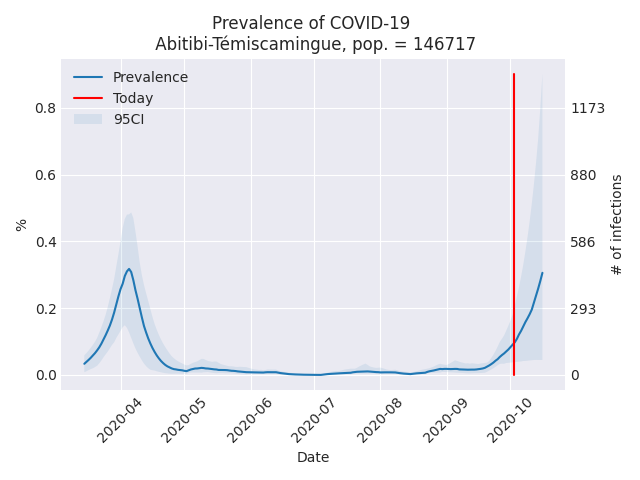 Prevalence of COVID-19
Abitibi-Témiscamingue, pop. = 146717
Prevalence
Today
95CI
%
0.8
0.6
0.4
0.2
0.0
1173
880
586
293
0
# of infections
2020-04
2020-05
2020-06
2020-07
2020-08
2020-09
2020-10
Date